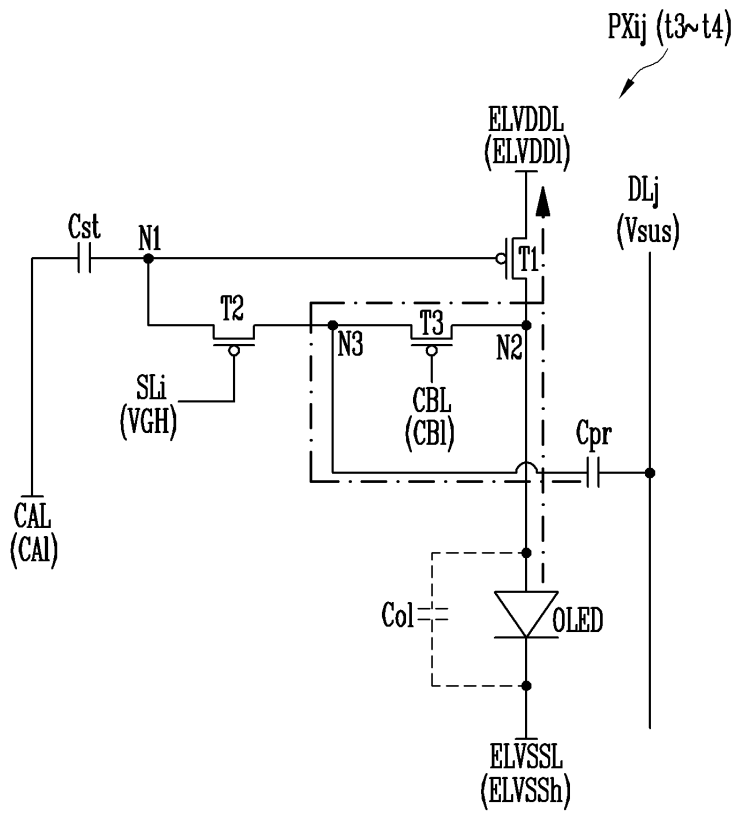 PXij (t3~t4)
ELVDDL
(ELVDDl)
DLj
(Vsus)
Cst
N1
T1
T2
T3
N3
N2
SLi
(VGH)
CBL
(CBl)
Cpr
CAL
(CAl)
Col
OLED
ELVSSL
(ELVSSh)